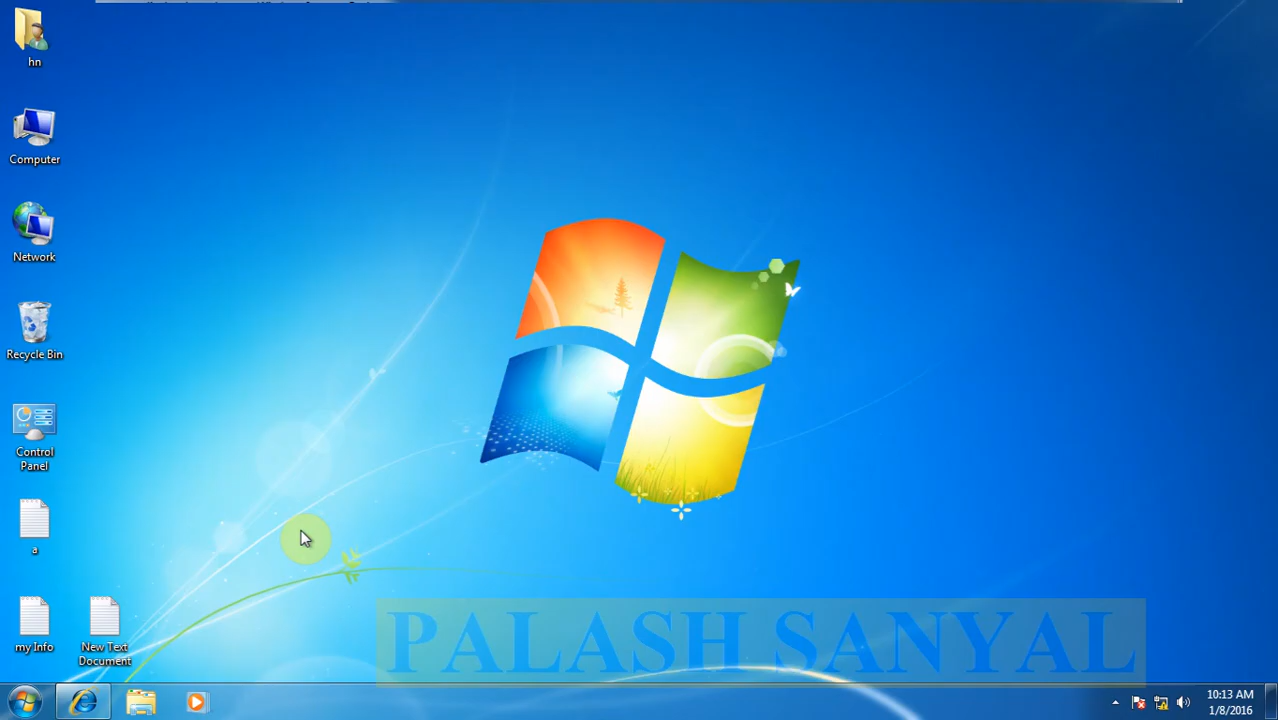 hn
Computer
Network
Recycle Bin
Control
Panel
a
my Info
New Text
Document
PALASH SANYAL
10:13 AM
1/8/2016